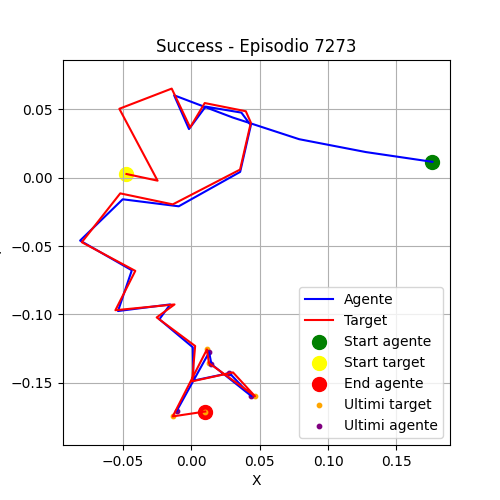 Success - Episodio 7273
0.05
0.00
−0.05
−0.10
−0.15
−0.05
0.00
0.05
0.10
0.15
X
Agente
Target
Start agente
Start target
End agente
Ultimi target
Ultimi agente